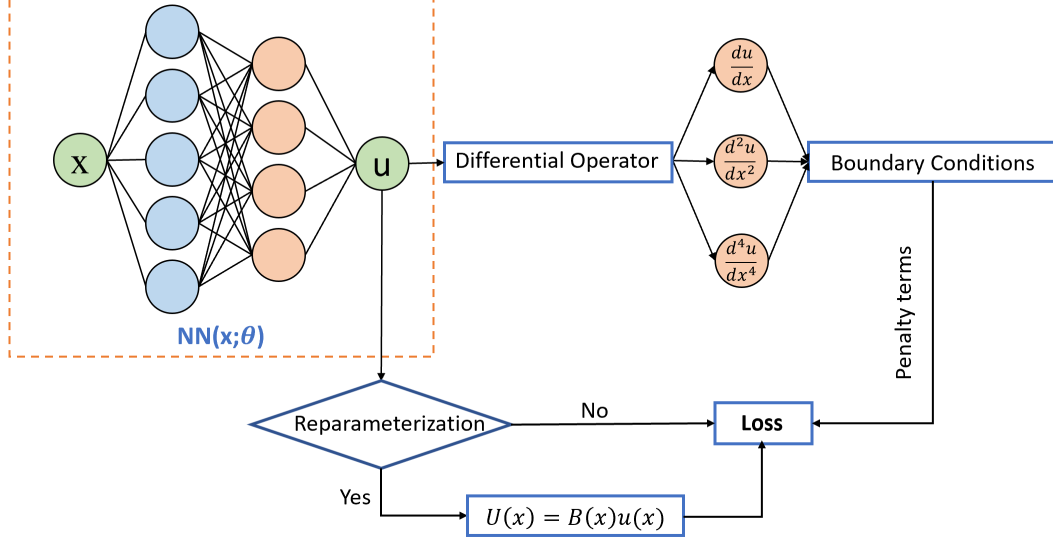 x
u
NN(x;θ)
Differential Operator
du
dx
d²u
dx²
d⁴u
dx⁴
Boundary Conditions
Penalty terms
Reparameterization
No
Loss
Yes
U(x) = B(x)u(x)